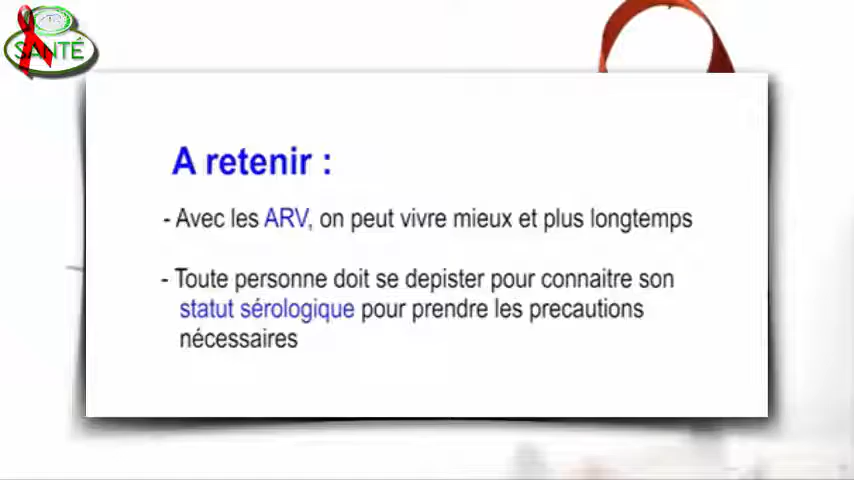 SANTÉ
A retenir :
- Avec les ARV, on peut vivre mieux et plus longtemps
- Toute personne doit se depister pour connaitre son
statut sérologique pour prendre les precautions
nécessaires